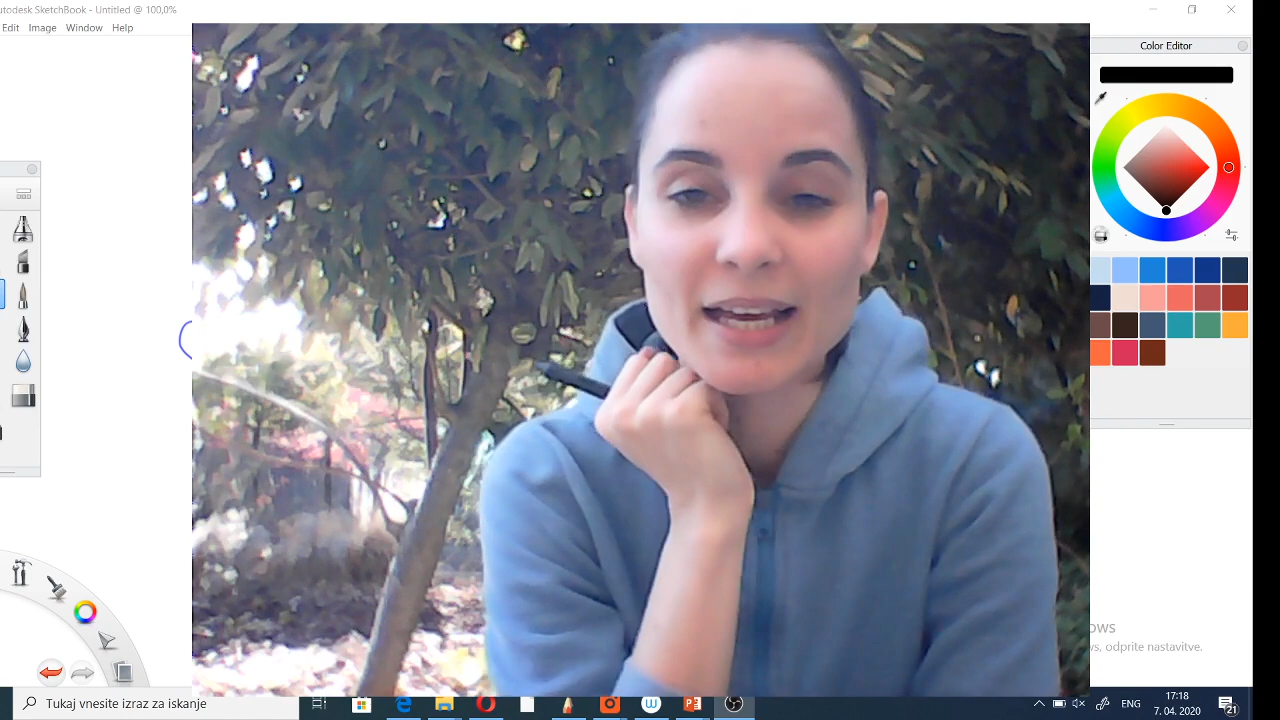 utodesk SketchBook - Untitled @ 100,0%
Edit Image Window Help
Color Editor
ows
vs, odprite nastavitve.
Tukaj vnesite izraz za iskanje
ENG
17:18
7. 04. 2020
21